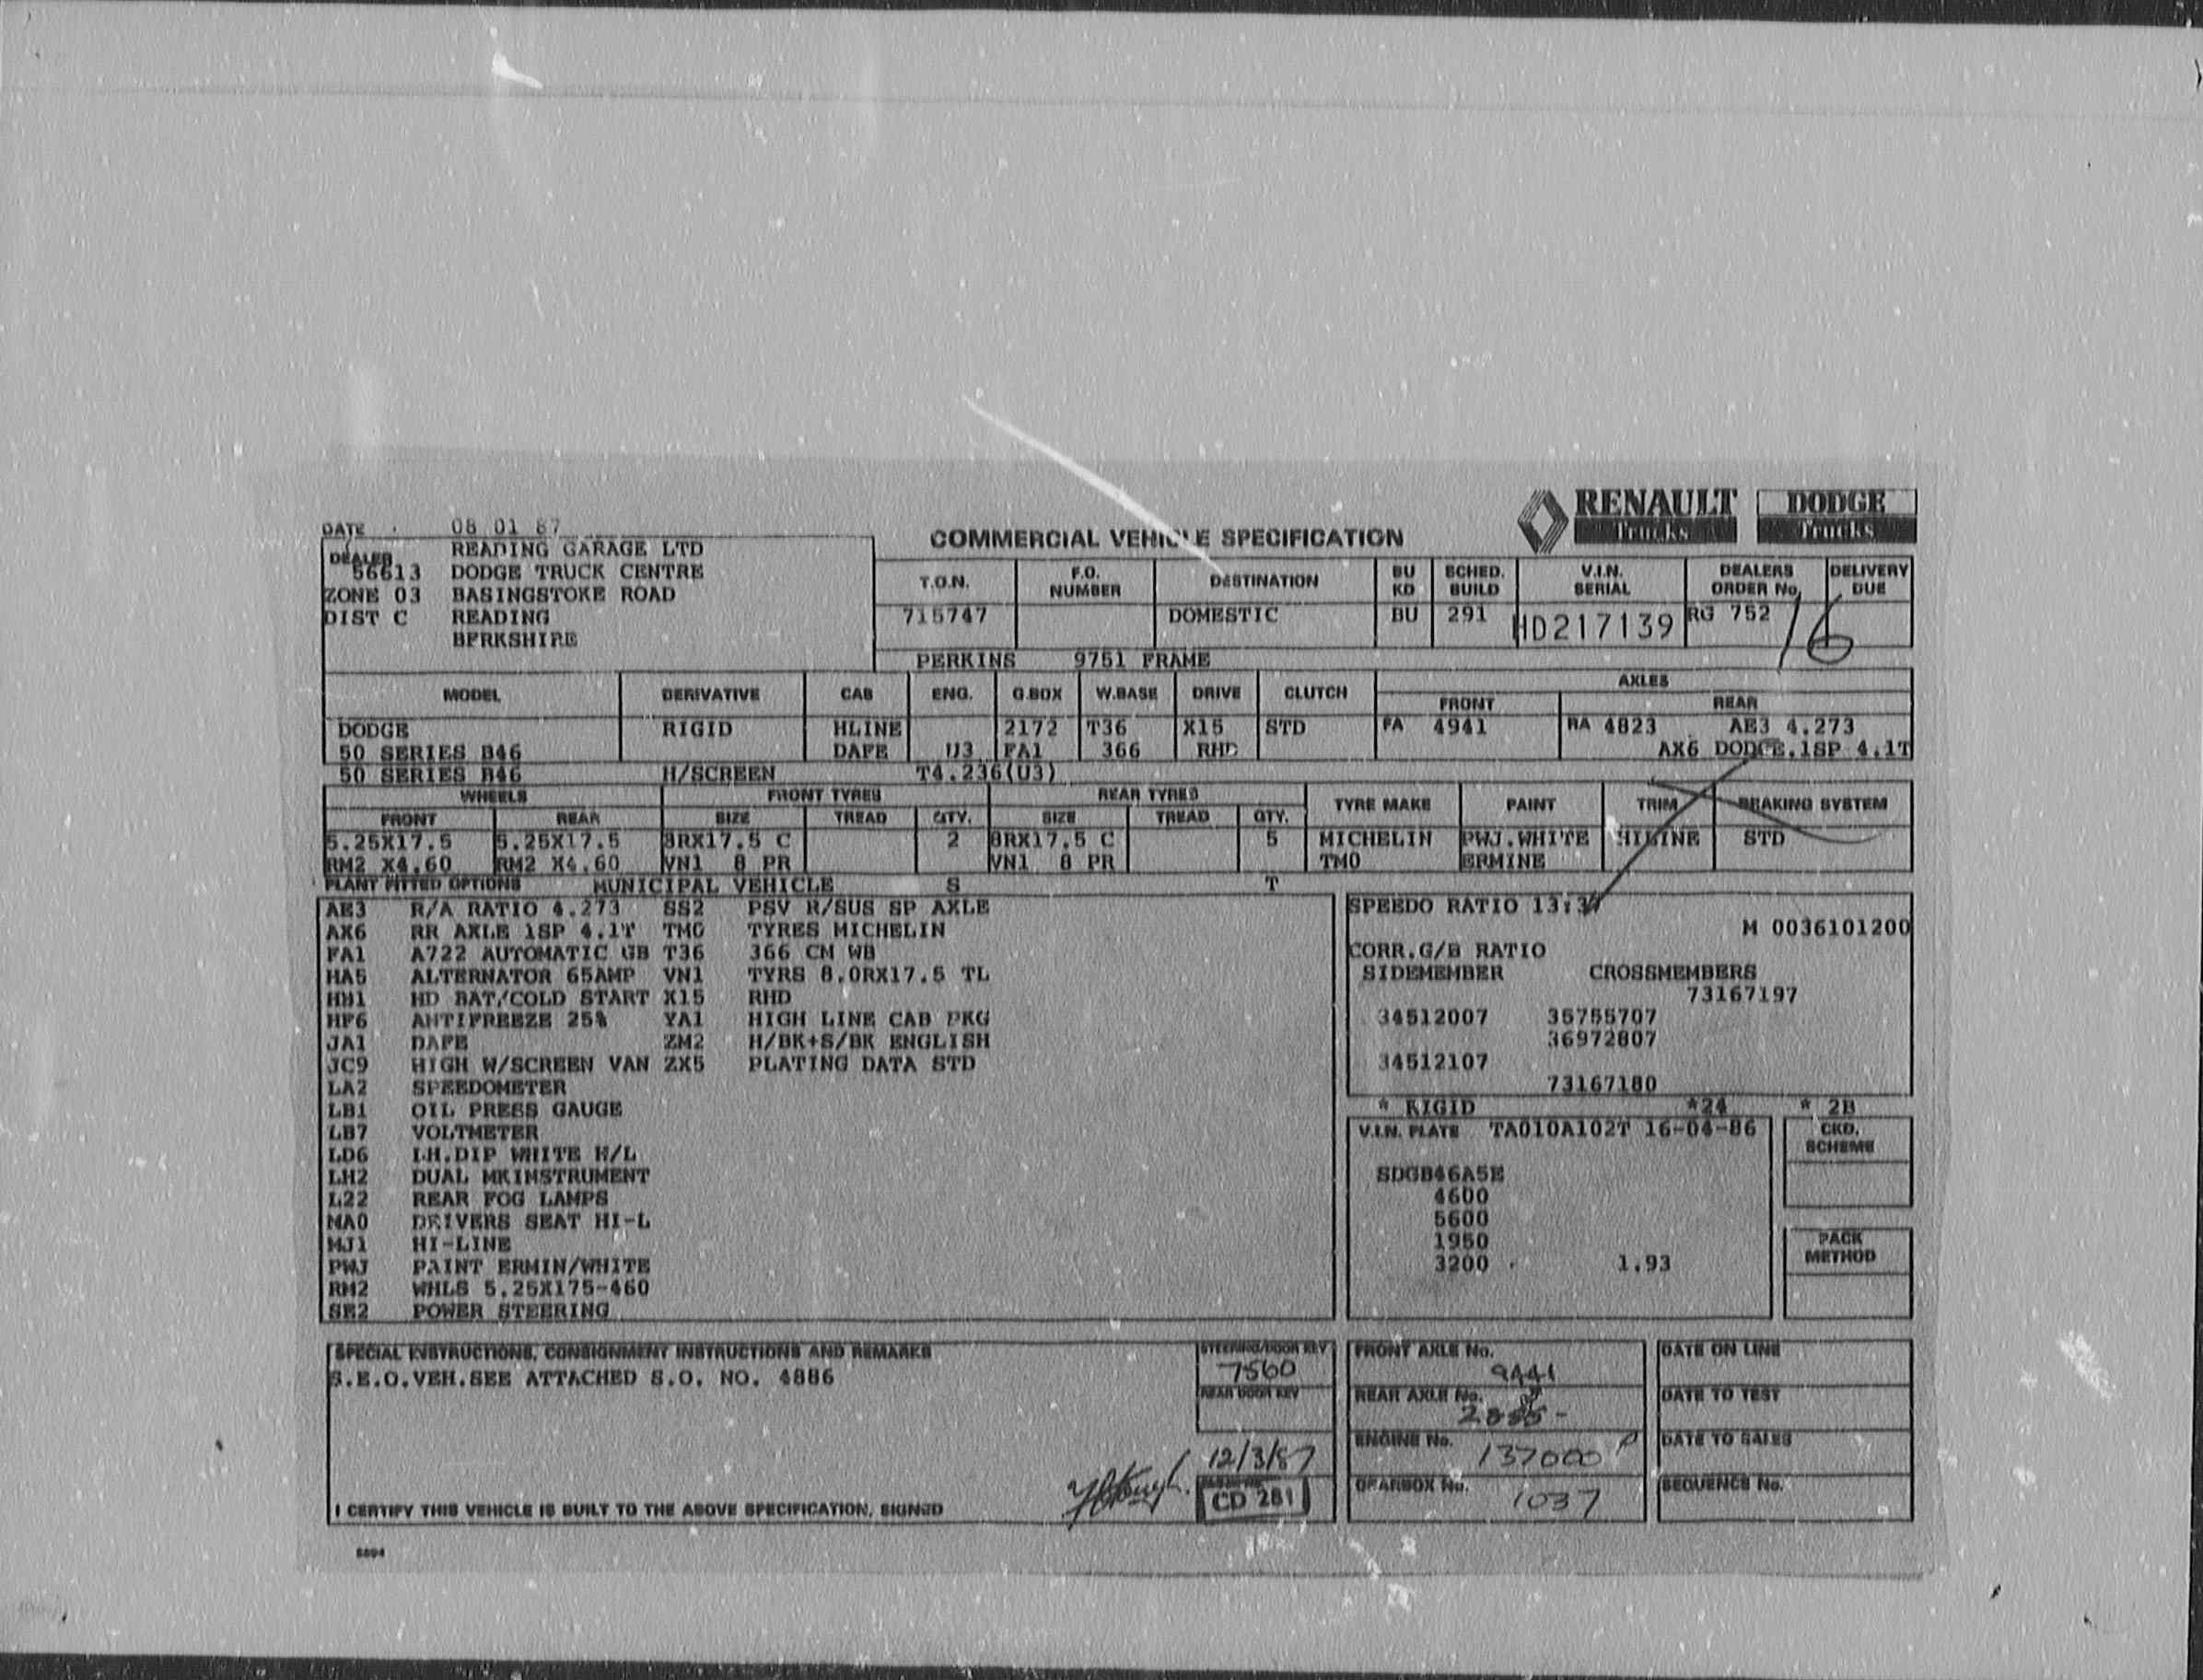 RENAULT Trucks DODGE Trucks
DATE 08 01 87
COMMERCIAL VEHICLE SPECIFICATION
DEALER READING GARAGE LTD
56613 DODGE TRUCK CENTRE
ZONE 03 BASINGSTOKE ROAD
DIST C READING
BERKSHIRE
T.O.N. F.O. NUMBER DESTINATION BU KD SCHED. BUILD V.I.N. SERIAL DEALERS ORDER No. DELIVERY DUE
715747 DOMESTIC BU 291 HD217139 RG 752 16
PERKINS 9751 FRAME
MODEL DERIVATIVE CAB ENG. G.BOX W.BASE DRIVE CLUTCH AXLES
FRONT REAR
DODGE RIGID HLINE 2172 T36 X15 STD FA 4941 RA 4823 AE3 4.273
50 SERIES B46 DAFE U3 FA1 366 RHD AX6 DODGE.1SP 4.1T
50 SERIES B46 H/SCREEN T4.236(U3)
WHEELS FRONT TYRES REAR TYRES TYRE MAKE PAINT TRIM BRAKING SYSTEM
FRONT REAR SIZE TREAD QTY. SIZE TREAD QTY.
5.25X17.5 5.25X17.5 8RX17.5 C 2 8RX17.5 C 5 MICHELIN PWJ.WHITE HILINE STD
RM2 X4.60 RM2 X4.60 VN1 8 PR VN1 8 PR TM0 ERMINE
PLANT FITTED OPTIONS MUNICIPAL VEHICLE S T
AE3 R/A RATIO 4.273 SS2 PSV R/SUS SP AXLE
AX6 RR AXLE 1SP 4.1T TM0 TYRES MICHELIN
FA1 A722 AUTOMATIC GB T36 366 CM WB
HA5 ALTERNATOR 65AMP VN1 TYRS 8.0RX17.5 TL
HH1 HD BAT/COLD START X15 RHD
HF6 ANTIFREEZE 25% YA1 HIGH LINE CAB PKG
JA1 DAFE ZM2 H/BK+S/BK ENGLISH
JC9 HIGH W/SCREEN VAN ZX5 PLATING DATA STD
LA2 SPEEDOMETER
LB1 OIL PRESS GAUGE
LB7 VOLTMETER
LD6 LH.DIP WHITE H/L
LH2 DUAL MKINSTRUMENT
L22 REAR FOG LAMPS
MA0 DRIVERS SEAT HI-L
MJ1 HI-LINE
PWJ PAINT ERMIN/WHITE
RM2 WHLS 5.25X175-460
SE2 POWER STEERING
SPEEDO RATIO
M 0036101200
CORR.G/B RATIO
SIDEMEMBER CROSSMEMBERS
73167197
34512007 36755707
36972807
34512107
73167180
* RIGID *24 * 2B
V.I.N. PLATE TA010A102T 16-04-86 CKD. SCHEME
SDGB46A5E
4600
5600
1950
3200 1.93
PACK METHOD
SPECIAL INSTRUCTIONS, CONSIGNMENT INSTRUCTIONS AND REMARKS
S.E.O.VEH.SEE ATTACHED S.O. NO. 4886
STEERING/DOOR KEY
7560
REAR DOOR KEY
12/3/87
CD 281
I CERTIFY THIS VEHICLE IS BUILT TO THE ABOVE SPECIFICATION, SIGNED
FRONT AXLE No. 9441
REAR AXLE No.
ENGINE No. 137000 P
GEARBOX No. 1037
DATE ON LINE
DATE TO TEST
DATE TO SALES
SEQUENCE No.